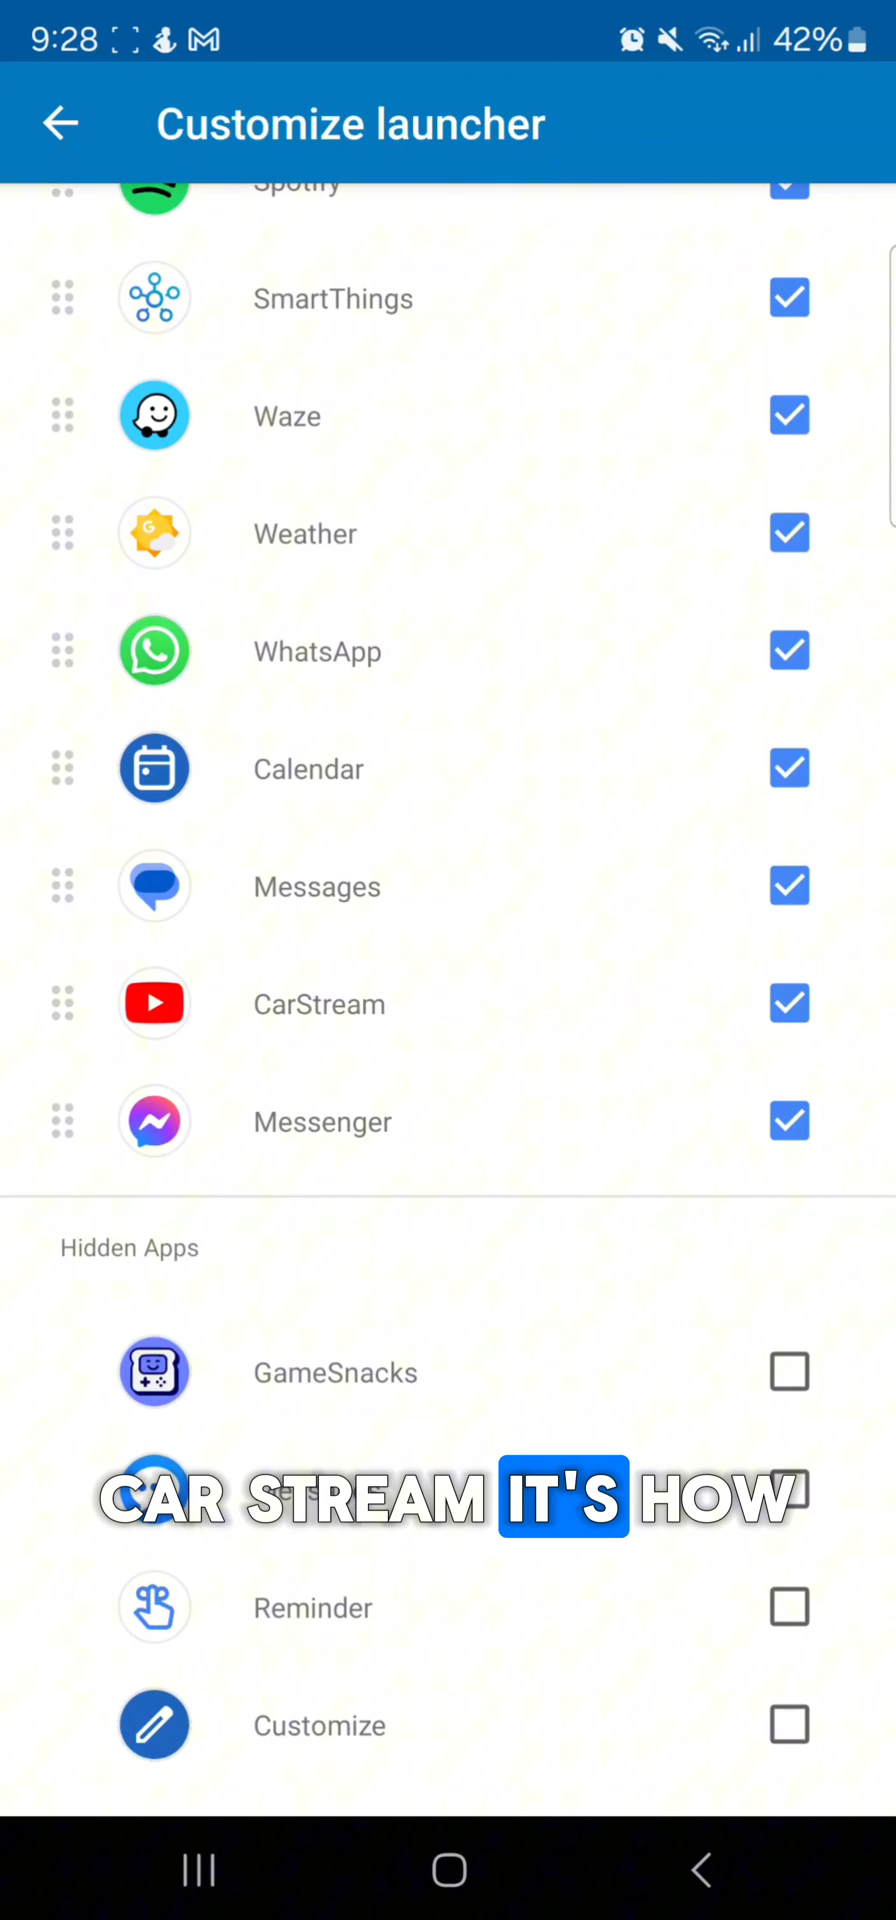 9:28
42%
Customize launcher
Spotify
SmartThings
Waze
Weather
WhatsApp
Calendar
Messages
CarStream
Messenger
Hidden Apps
GameSnacks
CAR STREAM IT'S HOW
Reminder
Customize